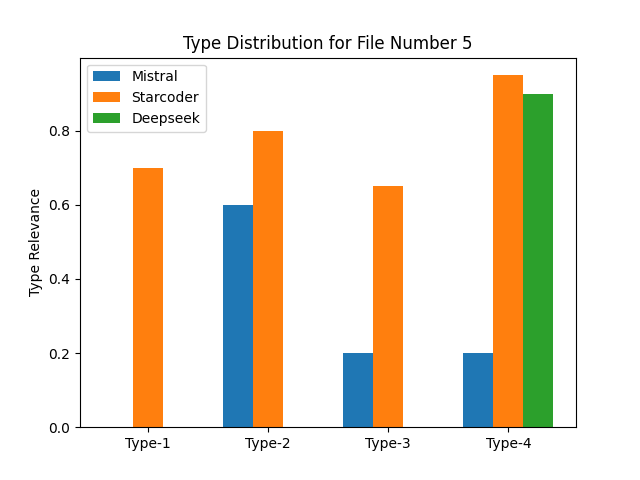 Type Distribution for File Number 5
Mistral
Starcoder
Deepseek
Type Relevance
0.8
0.6
0.4
0.2
0.0
Type-1 Type-2 Type-3 Type-4